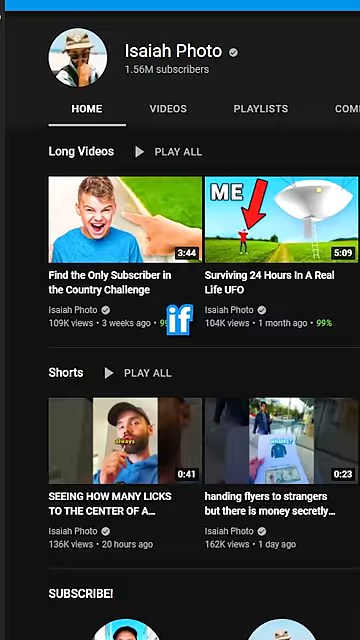 Isaiah Photo
1.56M subscribers
HOME VIDEOS PLAYLISTS COM
Long Videos PLAY ALL
ME
3:44 5:09
Find the Only Subscriber in
the Country Challenge
Isaiah Photo
109K views • 3 weeks ago • 99
Surviving 24 Hours In A Real
Life UFO
Isaiah Photo
104K views • 1 month ago • 99%
if
Shorts PLAY ALL
always
0:41 0:23
SEEING HOW MANY LICKS
TO THE CENTER OF A...
Isaiah Photo
136K views • 20 hours ago
handing flyers to strangers
but there is money secretly...
Isaiah Photo
162K views • 1 day ago
SUBSCRIBE!